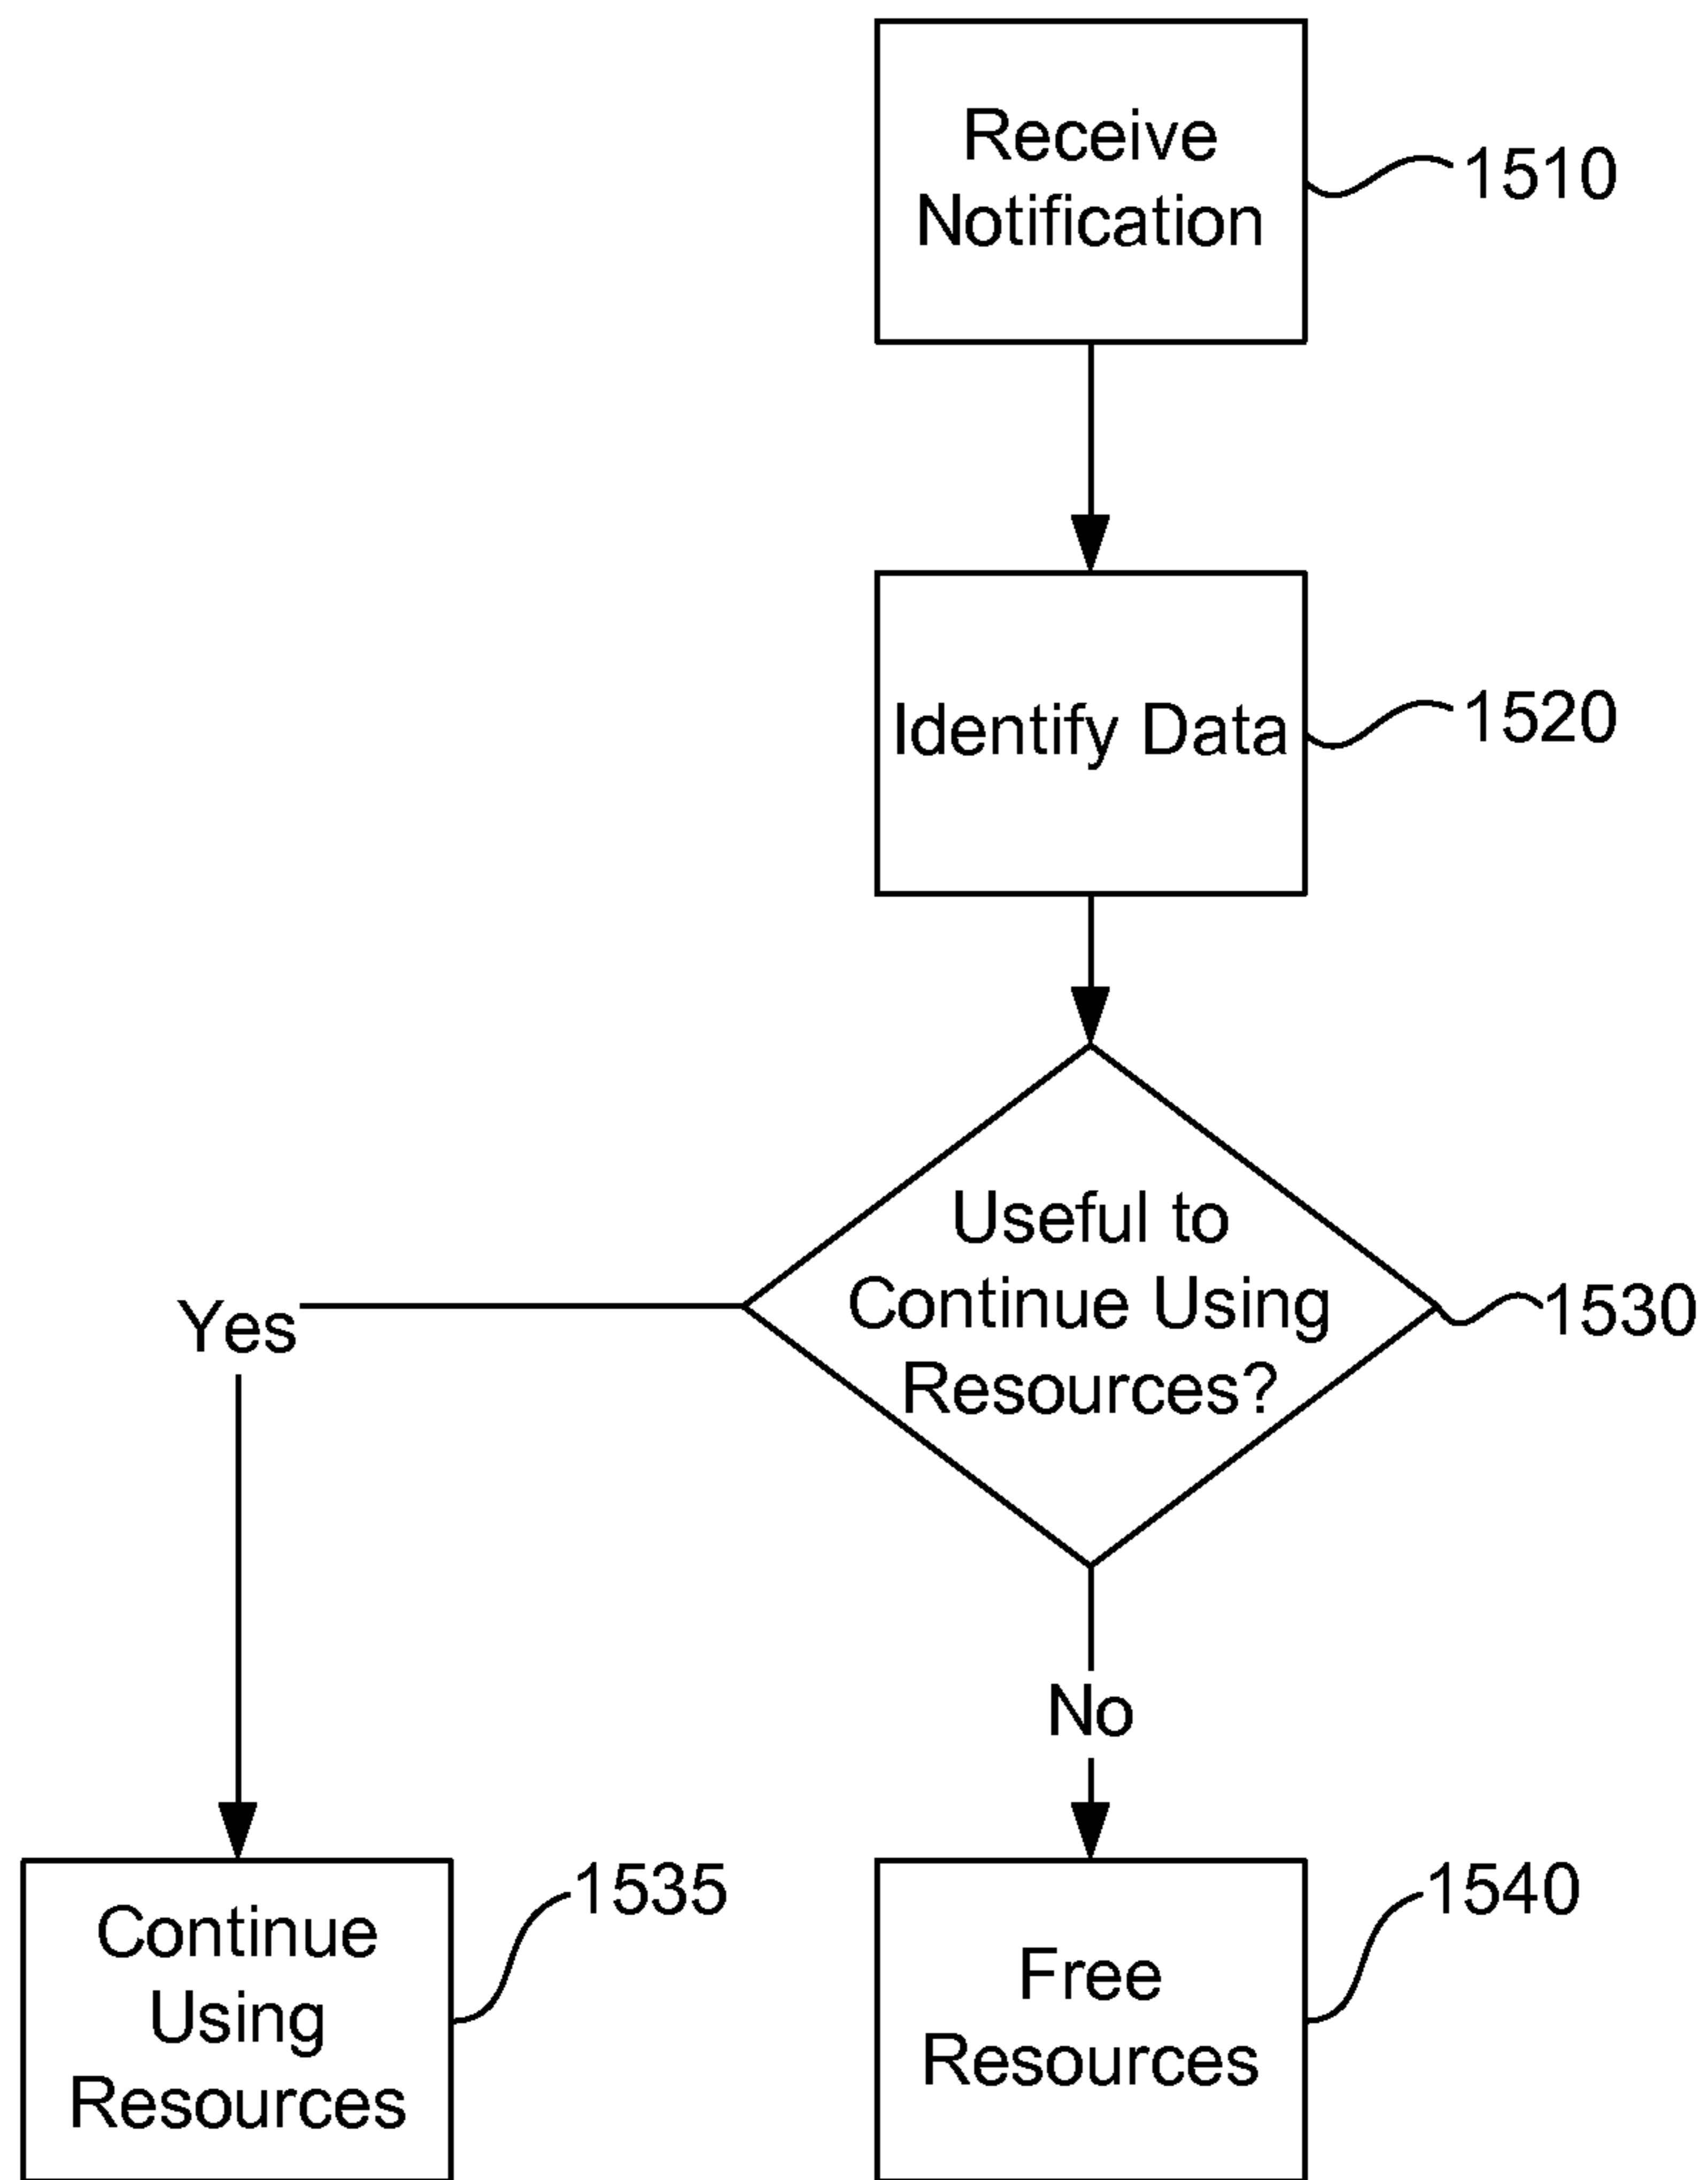 Receive
Notification
1510
Identify Data
1520
Useful to
Continue Using
Resources?
1530
Yes
No
Continue
Using
Resources
1535
Free
Resources
1540